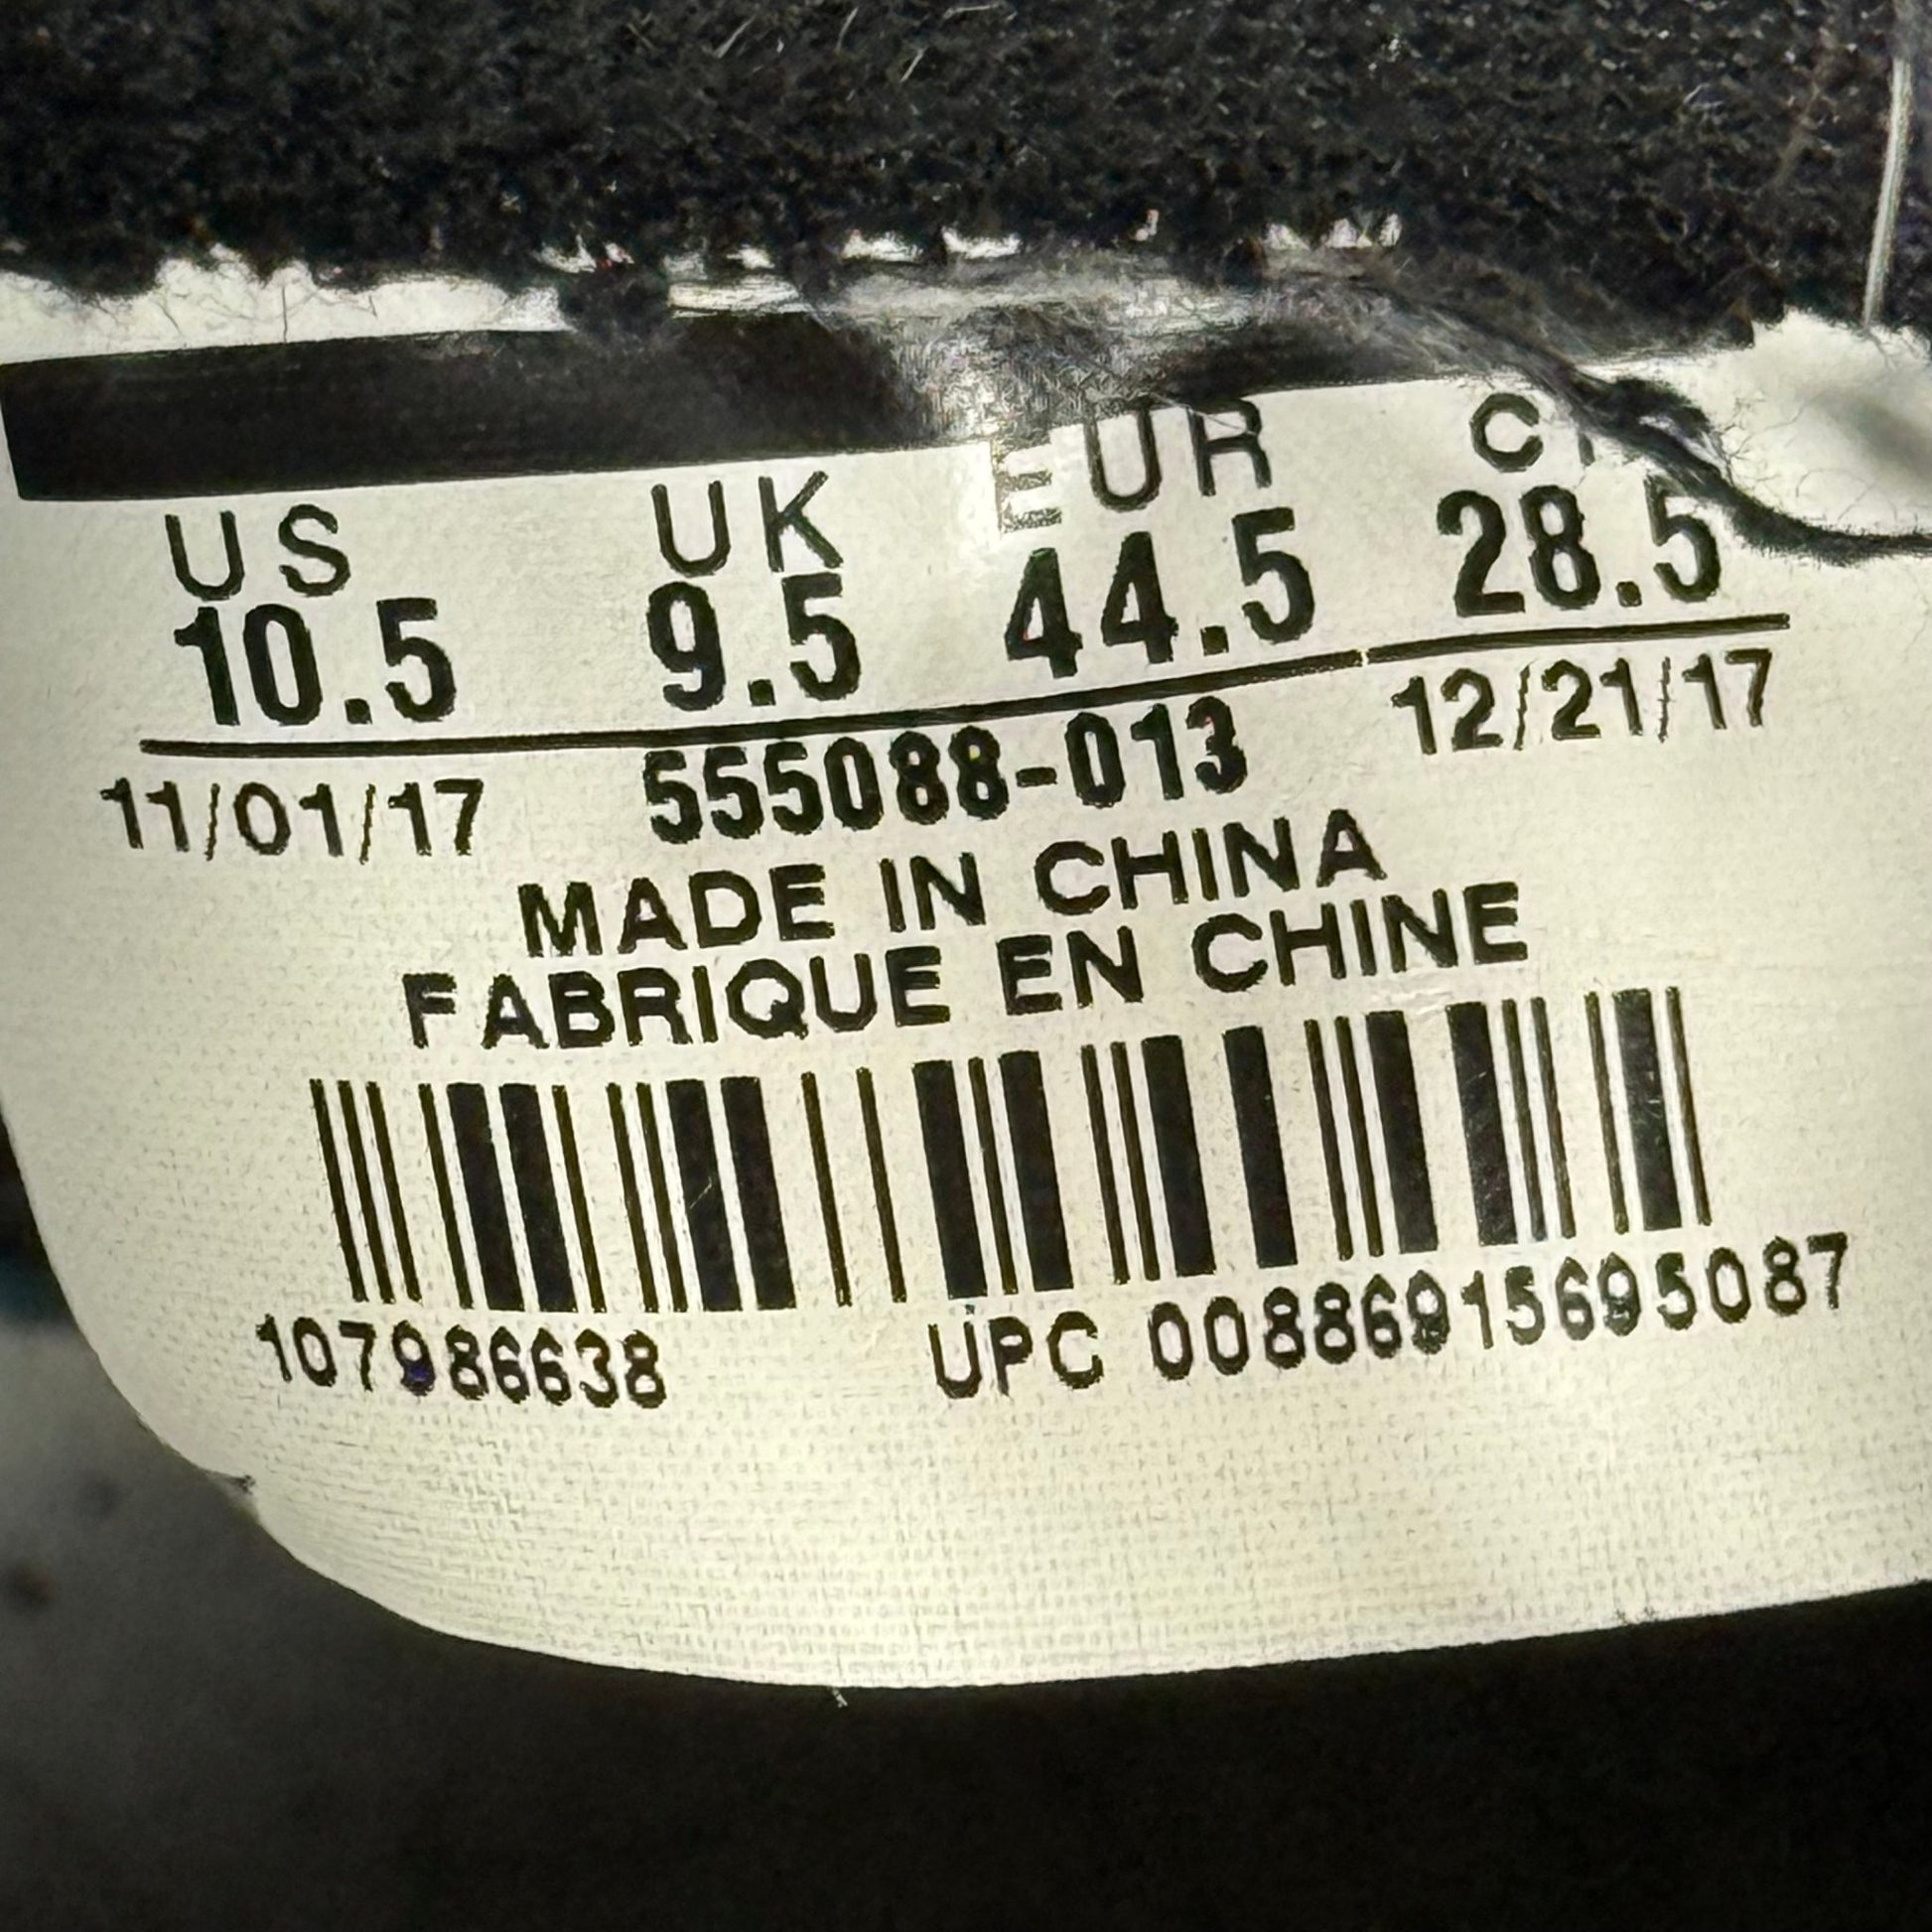 US UK EUR
10.5 9.5 44.5 28.5
11/01/17 555088-013 12/21/17
MADE IN CHINA
FABRIQUE EN CHINE
107986638 UPC 00886915695087